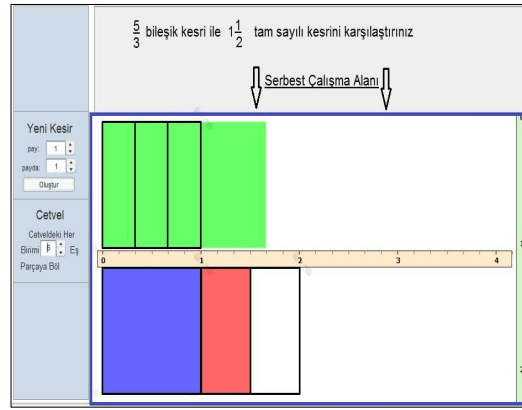 5/3 bileşik kesri ile 1 1/2 tam sayılı kesrini karşılaştırınız
Serbest Çalışma Alanı
Yeni Kesir
pay: 1
payda: 1
Oluştur
Cetvel
Cetveldeki Her
Birimi 6 Eş
Parçaya Böl
0 1 2 3 4